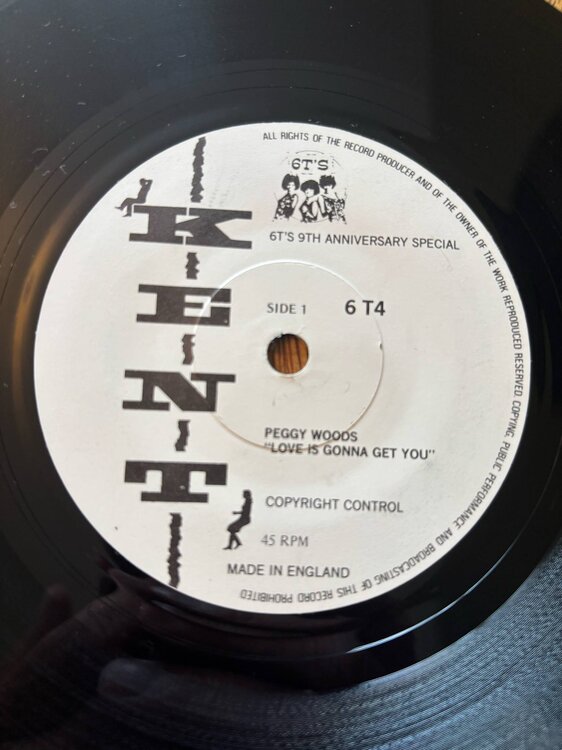 ALL RIGHTS OF THE RECORD PRODUCER AND OF THE OWNER OF THE WORK REPRODUCED RESERVED. COPYING, PUBLIC PERFORMANCE AND BROADCASTING OF THIS RECORD PROHIBITED
6T'S
KENT
6T'S 9TH ANNIVERSARY SPECIAL
SIDE 1 6 T4
PEGGY WOODS
"LOVE IS GONNA GET YOU"
COPYRIGHT CONTROL
45 RPM
MADE IN ENGLAND